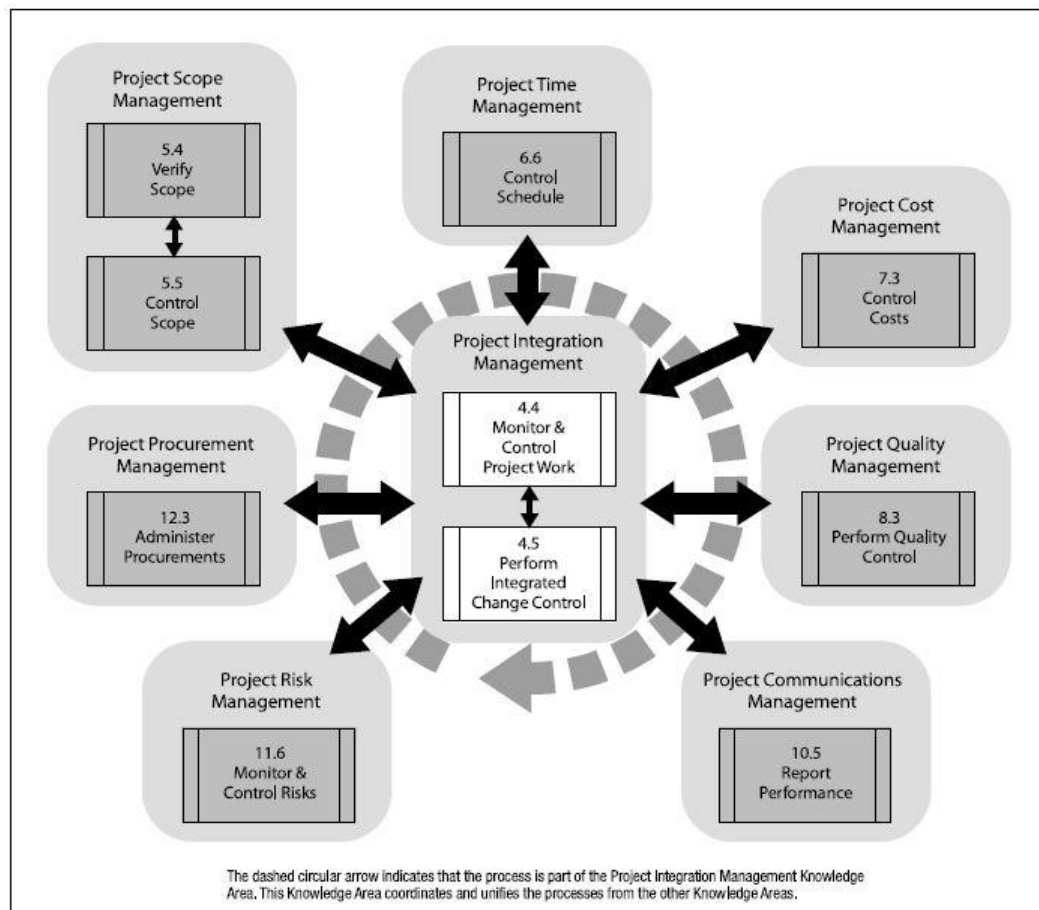 Project Scope
Management
5.4
Verify
Scope
5.5
Control
Scope
Project Time
Management
6.6
Control
Schedule
Project Cost
Management
7.3
Control
Costs
Project Integration
Management
4.4
Monitor &
Control
Project Work
4.5
Perform
Integrated
Change Control
Project Procurement
Management
12.3
Administer
Procurements
Project Quality
Management
8.3
Perform Quality
Control
Project Risk
Management
11.6
Monitor &
Control Risks
Project Communications
Management
10.5
Report
Performance
The dashed circular arrow indicates that the process is part of the Project Integration Management Knowledge
Area. This Knowledge Area coordinates and unifies the processes from the other Knowledge Areas.